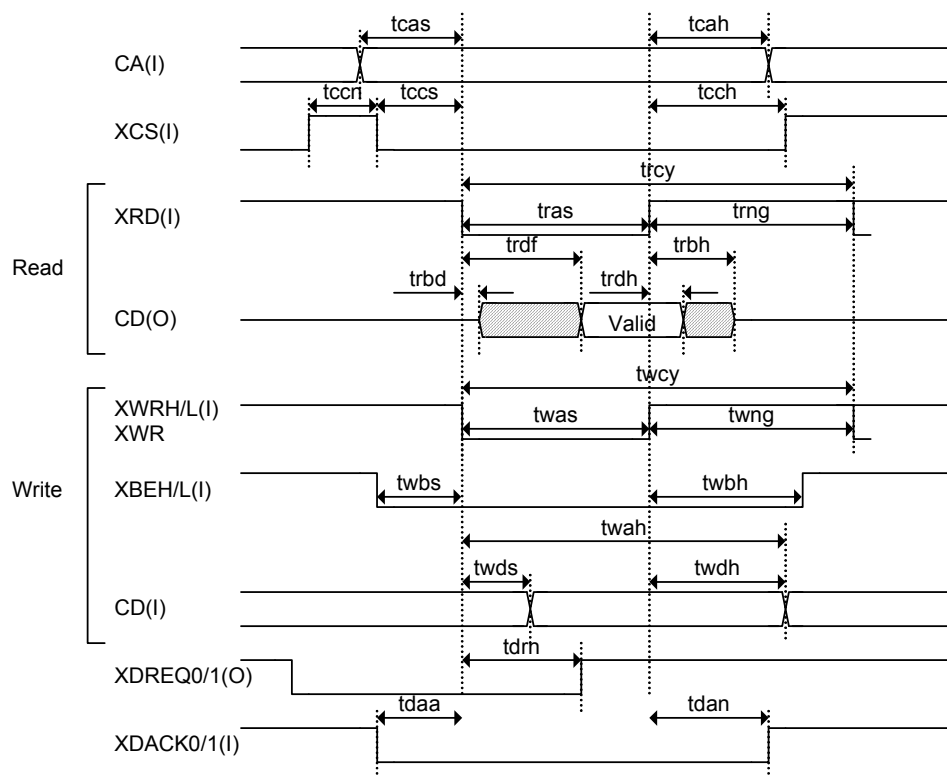 tcas tcah
CA(I)
tccn tccs tcch
XCS(I)
trcy
XRD(I) tras trng
Read
trdf trbh
trbd trdh
CD(O) Valid
twcy
XWRH/L(I)
XWR twas twng
Write
XBEH/L(I) twbs twbh
twah
twds twdh
CD(I)
tdrn
XDREQ0/1(O)
tdaa tdan
XDACK0/1(I)